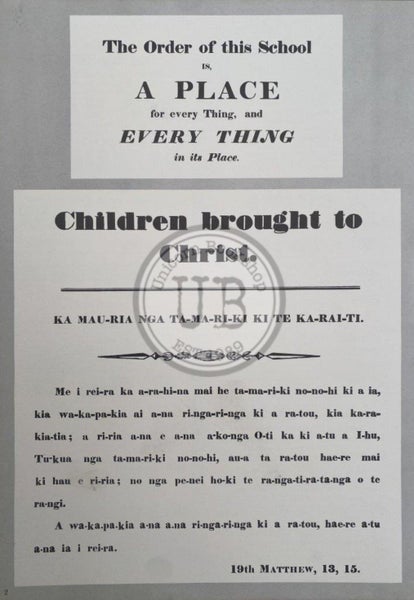 The Order of this School
IS,
A PLACE
for every Thing, and
EVERY THING
in its Place.
Children brought to
Christ.
KA MAU-RIA NGA TA-MA-RI-KI KI TE KA-RAI-TI.
Me i rei-ra ka a-ra-hi-na mai he ta-ma-ri-ki no-no-hi ki a ia,
kia wa-ka-pa-kia ai a-na ri-nga-ri-nga ki a ra-tou, kia ka-ra-
kia-tia; a ri-ria a-na e a-na a-ko-nga O-ti ka ki a-tu a I-hu,
Tu-kua nga ta-ma-ri-ki no-no-hi, au-a ta ra-tou hae-re mai
ki hau e ri-ria; no nga pe-nei ho-ki te ra-nga-ti-ra-ta-nga o te
ra-ngi.
A wa-ka-pa-kia a-na a-na ri-nga-ri-nga ki a ra-tou, hae-re a-tu
a-na ia i rei-ra.
19th MATTHEW, 13, 15.
2
UB